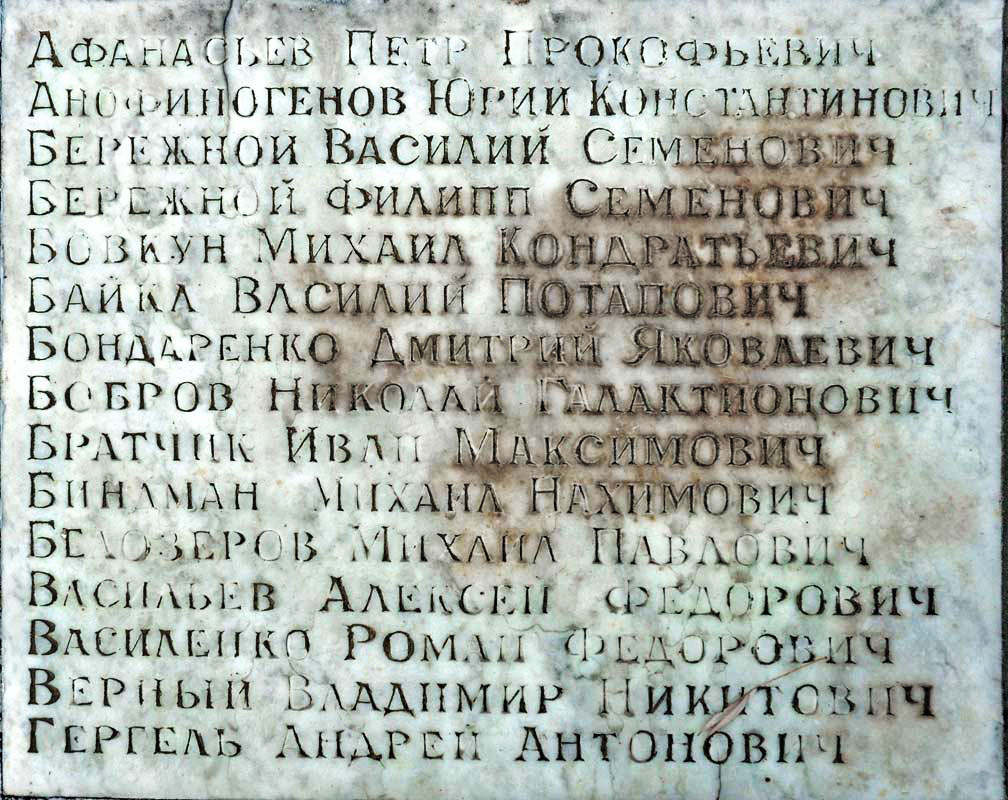 Афанасьев Петр Прокофьевич
Анофиногенов Юрий Константинович
Бережной Василий Семенович
Бережной Филипп Семенович
Бовкун Михаил Кондратьевич
Байка Василий Потапович
Бондаренко Дмитрий Яковлевич
Бобров Николай Галактионович
Братчик Иван Максимович
Биндман Михаил Нахимович
Белозеров Михаил Павлович
Васильев Алексей Федорович
Василенко Роман Федорович
Верный Владимир Никитович
Гергель Андрей Антонович